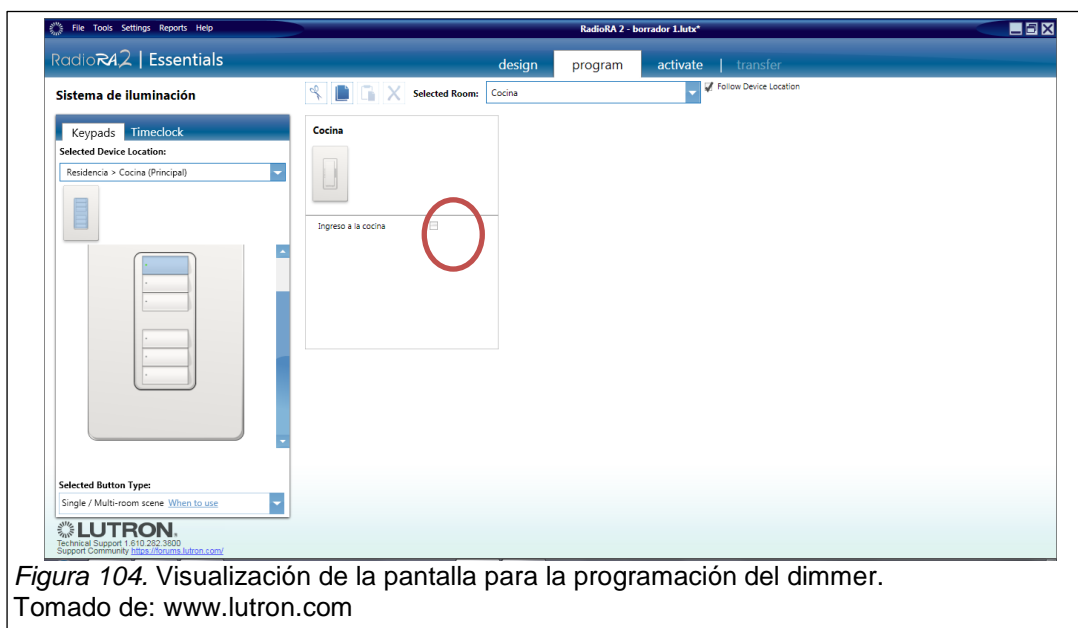 File Tools Settings Reports Help
RadioRA 2 - borrador 1.lutx*
RadioRA2 | Essentials
design program activate | transfer
Sistema de iluminación
Selected Room: Cocina
Follow Device Location
Keypads Timeclock
Selected Device Location:
Residencia > Cocina (Principal)
Cocina
Ingreso a la cocina
Selected Button Type:
Single / Multi-room scene When to use
LUTRON.
Technical Support 1.610.282.3800
Support Community https://forums.lutron.com/
Figura 104. Visualización de la pantalla para la programación del dimmer.
Tomado de: www.lutron.com